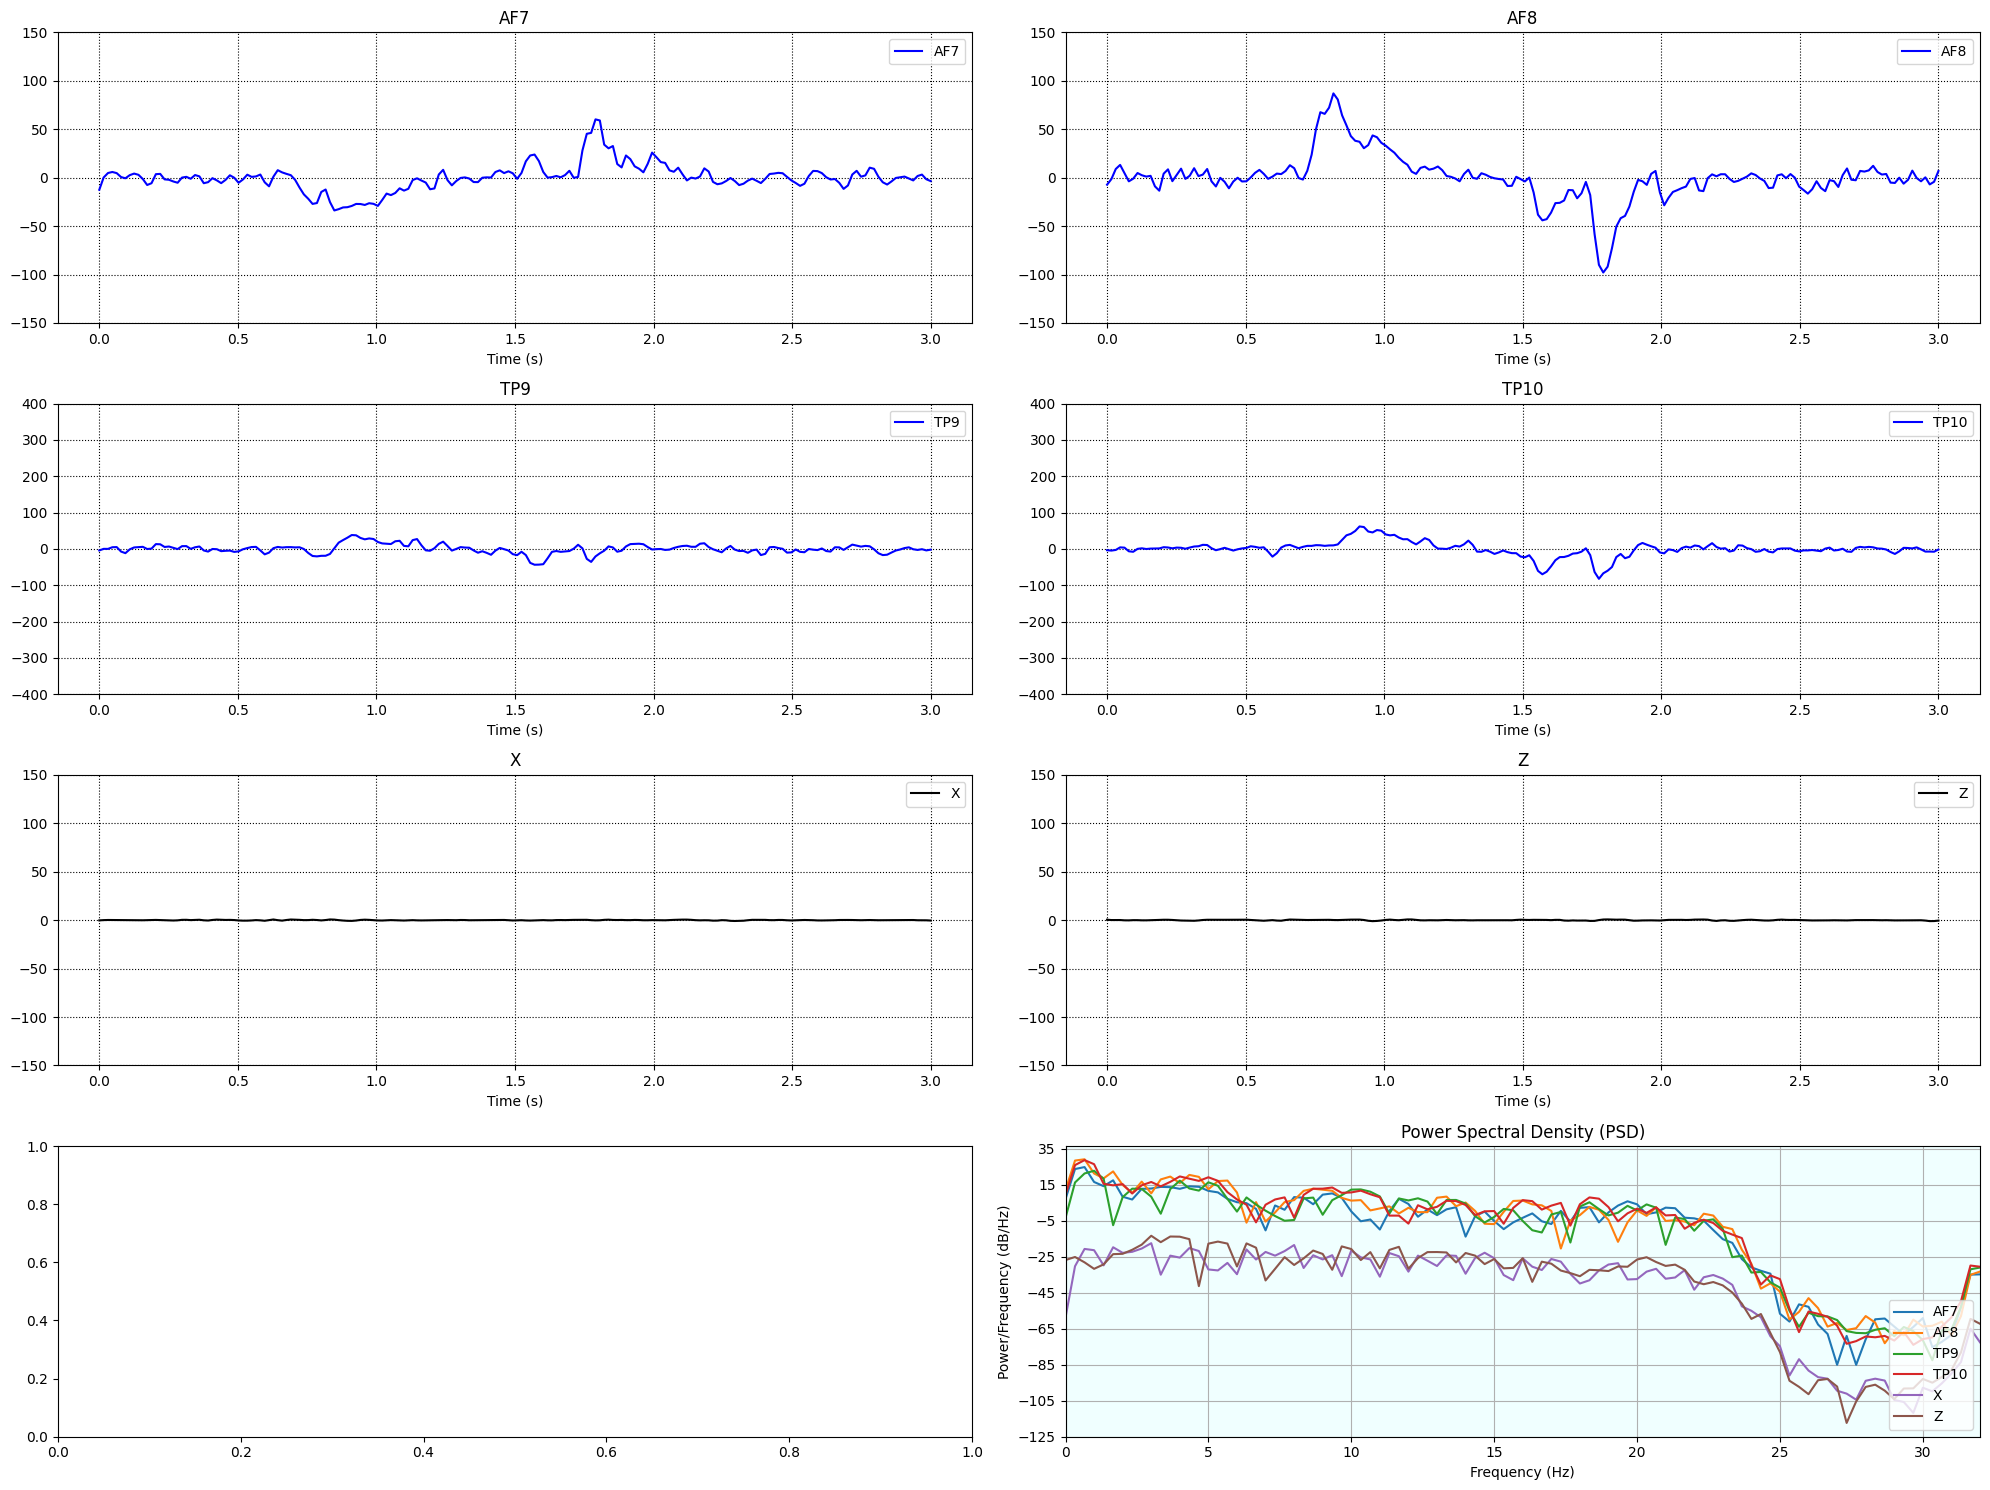 AF7
AF8
150
100
50
0
−50
−100
−150
AF7
0.0 0.5 1.0 1.5 2.0 2.5 3.0
Time (s)
150
100
50
0
−50
−100
−150
AF8
0.0 0.5 1.0 1.5 2.0 2.5 3.0
Time (s)
TP9
TP10
400
300
200
100
0
−100
−200
−300
−400
TP9
0.0 0.5 1.0 1.5 2.0 2.5 3.0
Time (s)
400
300
200
100
0
−100
−200
−300
−400
TP10
0.0 0.5 1.0 1.5 2.0 2.5 3.0
Time (s)
X
Z
150
100
50
0
−50
−100
−150
X
0.0 0.5 1.0 1.5 2.0 2.5 3.0
Time (s)
150
100
50
0
−50
−100
−150
Z
0.0 0.5 1.0 1.5 2.0 2.5 3.0
Time (s)
1.0
0.8
0.6
0.4
0.2
0.0
0.0 0.2 0.4 0.6 0.8 1.0
Power Spectral Density (PSD)
Power/Frequency (dB/Hz)
35
15
−5
−25
−45
−65
−85
−105
−125
AF7
AF8
TP9
TP10
X
Z
0 5 10 15 20 25 30
Frequency (Hz)